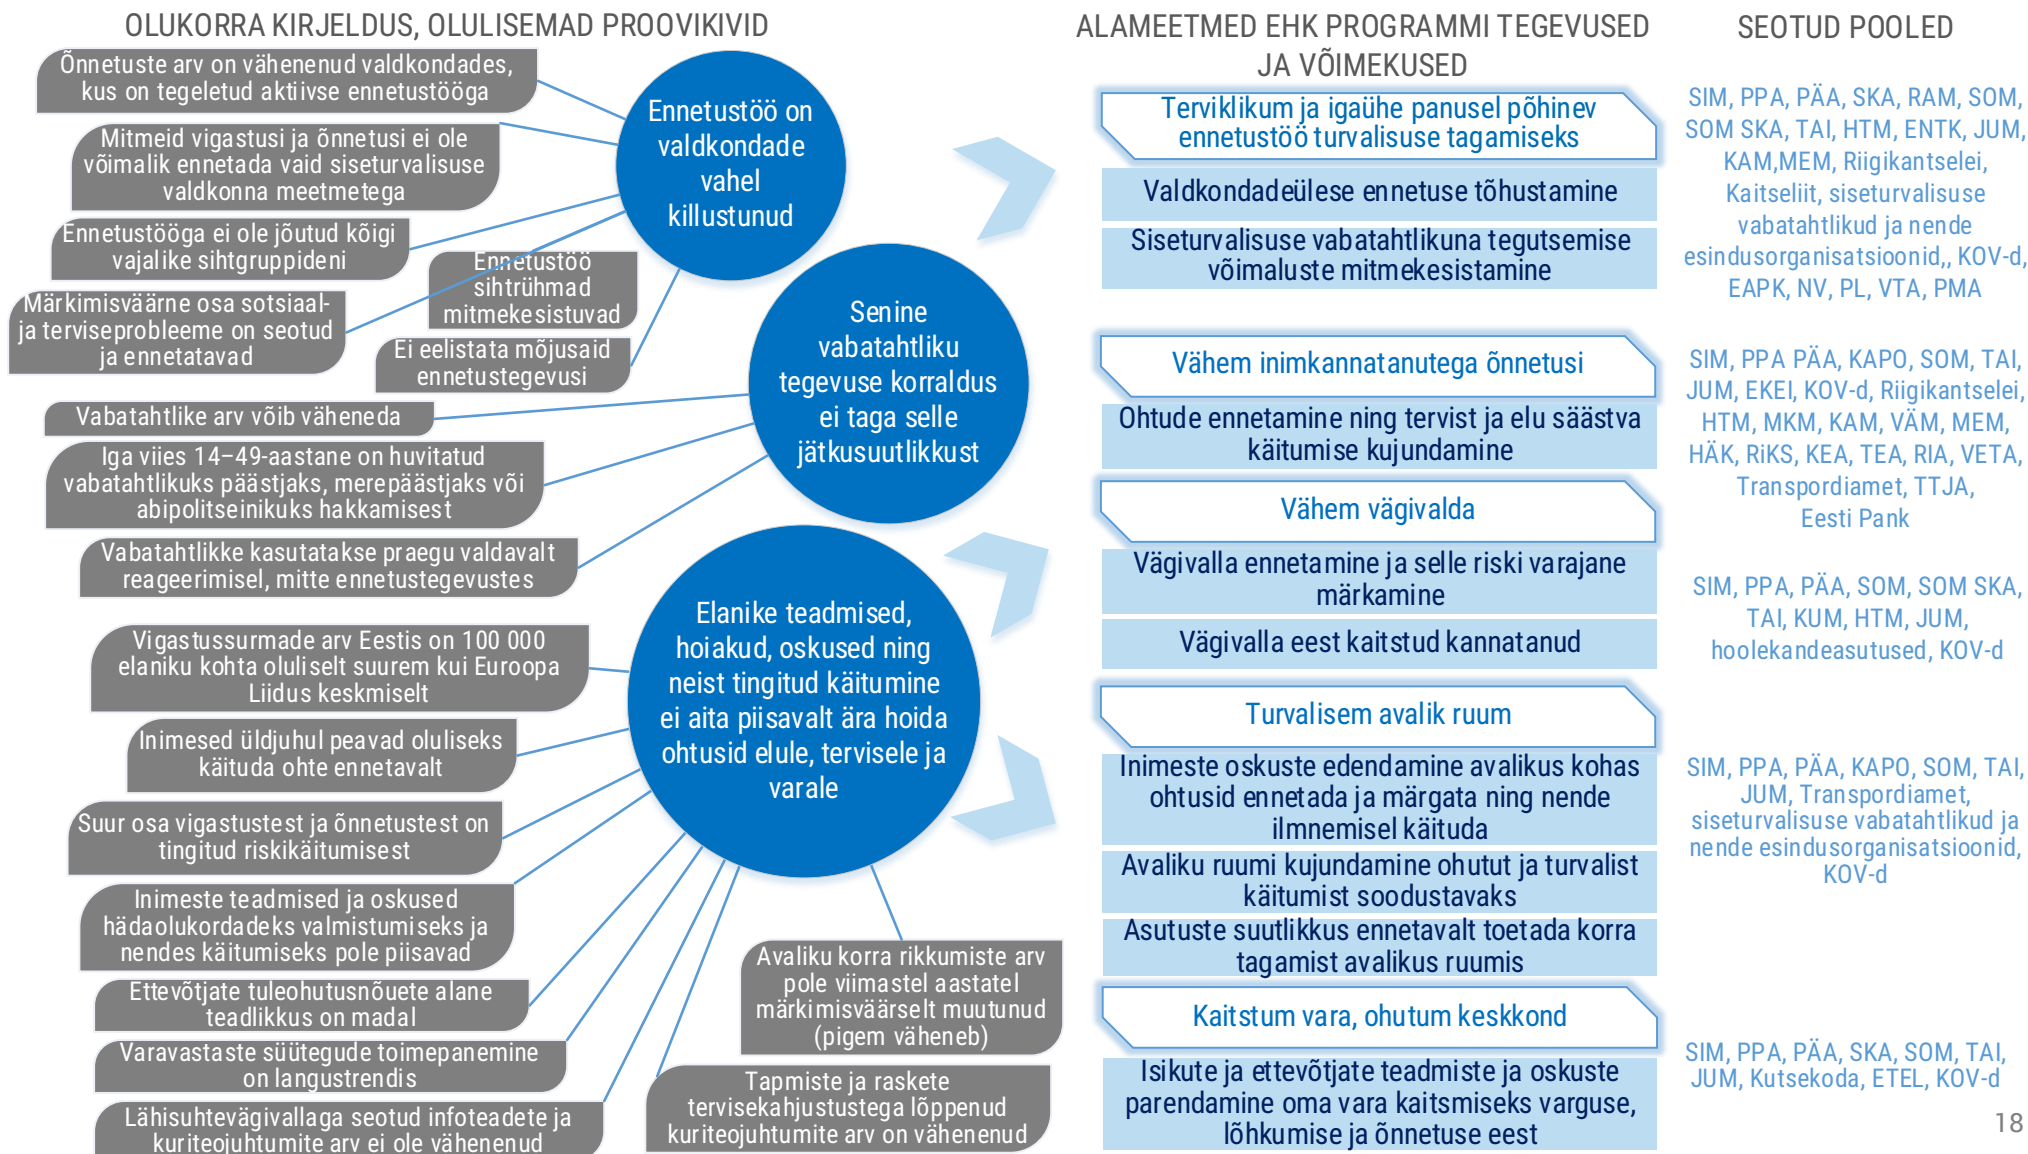 OLUKORRA KIRJELDUS, OLULISEMAD PROOVIKIVID
Õnnetuste arv on vähenenud valdkondades,
kus on tegeletud aktiivse ennetustööga
Mitmeid vigastusi ja õnnetusi ei ole
võimalik ennetada vaid siseturvalisuse
valdkonna meetmetega
Ennetustööga ei ole jõutud kõigi
vajalike sihtgruppideni
Märkimisväärne osa sotsiaal-
ja terviseprobleeme on seotud
ja ennetatavad
Ennetustöö
sihtrühmad
mitmekesistuvad
Ei eelistata mõjusaid
ennetustegevusi
Ennetustöö on
valdkondade
vahel
killustunud
Vabatahtlike arv võib väheneda
Iga viies 14–49-aastane on huvitatud
vabatahtlikuks päästjaks, merepäästjaks või
abipolitseinikuks hakkamisest
Vabatahtlikke kasutatakse praegu valdavalt
reageerimisel, mitte ennetustegevustes
Senine
vabatahtliku
tegevuse korraldus
ei taga selle
jätkusuutlikkust
Vigastussurmade arv Eestis on 100 000
elaniku kohta oluliselt suurem kui Euroopa
Liidus keskmiselt
Inimesed üldjuhul peavad oluliseks
käituda ohte ennetavalt
Suur osa vigastustest ja õnnetustest on
tingitud riskikäitumisest
Inimeste teadmised ja oskused
hädaolukordadeks valmistumiseks ja
nendes käitumiseks pole piisavad
Ettevõtjate tuleohutusnõuete alane
teadlikkus on madal
Varavastaste süütegude toimepanemine
on langustrendis
Lähisuhtevägivallaga seotud infoteadete ja
kuriteojuhtumite arv ei ole vähenenud
Elanike teadmised,
hoiakud, oskused ning
neist tingitud käitumine
ei aita piisavalt ära hoida
ohtusid elule, tervisele ja
varale
Avaliku korra rikkumiste arv
pole viimastel aastatel
märkimisväärselt muutunud
(pigem väheneb)
Tapmiste ja raskete
tervisekahjustustega lõppenud
kuriteojuhtumite arv on vähenenud
ALAMEETMED EHK PROGRAMMI TEGEVUSED
JA VÕIMEKUSED
Terviklikum ja igaühe panusel põhinev
ennetustöö turvalisuse tagamiseks
Valdkondadeülese ennetuse tõhustamine
Siseturvalisuse vabatahtlikuna tegutsemise
võimaluste mitmekesistamine
Vähem inimkannatanutega õnnetusi
Ohtude ennetamine ning tervist ja elu säästva
käitumise kujundamine
Vähem vägivalda
Vägivalla ennetamine ja selle riski varajane
märkamine
Vägivalla eest kaitstud kannatanud
Turvalisem avalik ruum
Inimeste oskuste edendamine avalikus kohas
ohtusid ennetada ja märgata ning nende
ilmnemisel käituda
Avaliku ruumi kujundamine ohutut ja turvalist
käitumist soodustavaks
Asutuste suutlikkus ennetavalt toetada korra
tagamist avalikus ruumis
Kaitstum vara, ohutum keskkond
Isikute ja ettevõtjate teadmiste ja oskuste
parendamine oma vara kaitsmiseks varguse,
lõhkumise ja õnnetuse eest
SEOTUD POOLED
SIM, PPA, PÄA, SKA, RAM, SOM,
SOM SKA, TAI, HTM, ENTK, JUM,
KAM,MEM, Riigikantselei,
Kaitseliit, siseturvalisuse
vabatahtlikud ja nende
esindusorganisatsioonid,, KOV-d,
EAPK, NV, PL, VTA, PMA
SIM, PPA PÄA, KAPO, SOM, TAI,
JUM, EKEI, KOV-d, Riigikantselei,
HTM, MKM, KAM, VÄM, MEM,
HÄK, RiKS, KEA, TEA, RIA, VETA,
Transpordiamet, TTJA,
Eesti Pank
SIM, PPA, PÄA, SOM, SOM SKA,
TAI, KUM, HTM, JUM,
hoolekandeasutused, KOV-d
SIM, PPA, PÄA, KAPO, SOM, TAI,
JUM, Transpordiamet,
siseturvalisuse vabatahtlikud ja
nende esindusorganisatsioonid,
KOV-d
SIM, PPA, PÄA, SKA, SOM, TAI,
JUM, Kutsekoda, ETEL, KOV-d
18